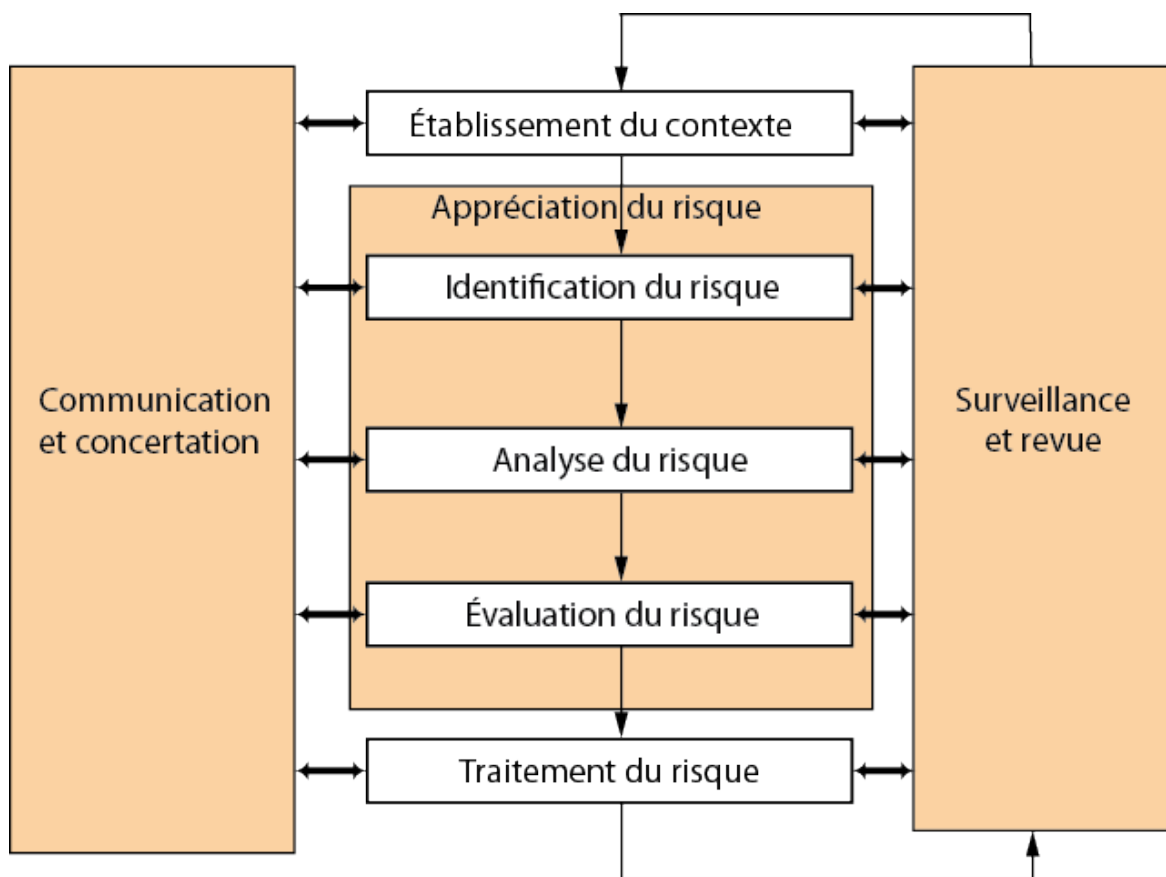 Établissement du contexte
Appréciation du risque
Identification du risque
Communication
et concertation
Surveillance
et revue
Analyse du risque
Évaluation du risque
Traitement du risque